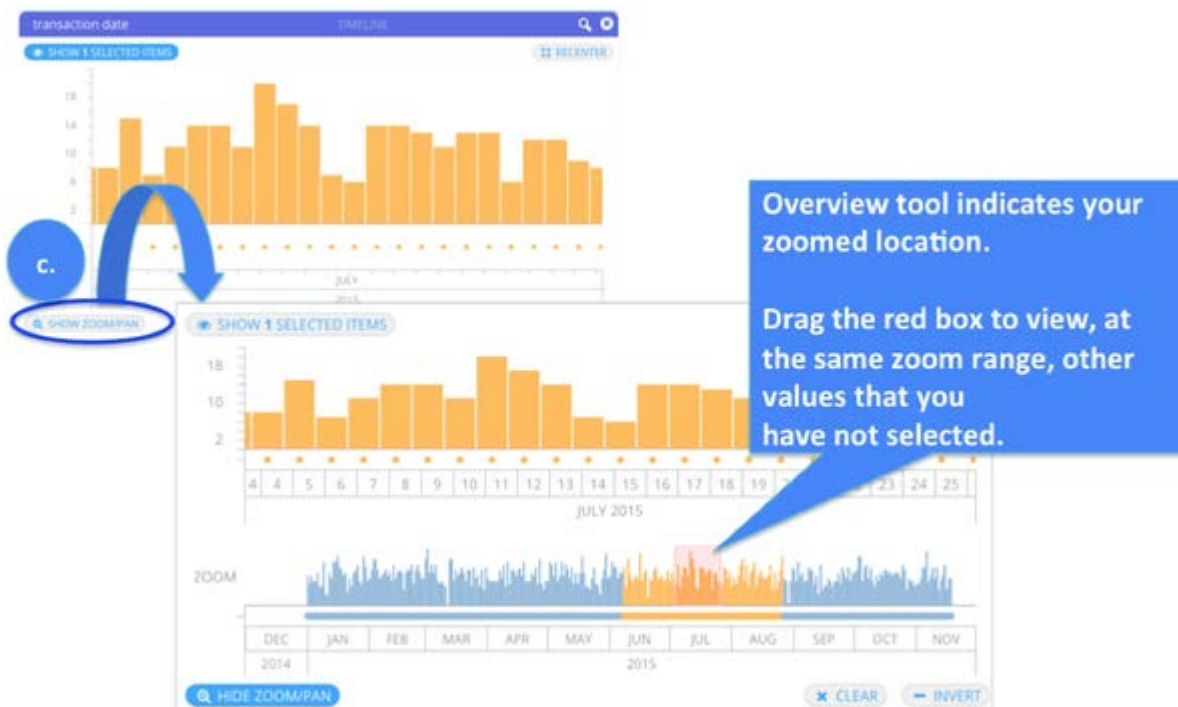 transaction date TIMELINE
SHOW 1 SELECTED ITEMS RECENTER
18
14
10
6
2
JULY
2015
c.
SHOW ZOOM/PAN
Overview tool indicates your
zoomed location.
Drag the red box to view, at
the same zoom range, other
values that you
have not selected.
SHOW 1 SELECTED ITEMS
18
10
2
4 4 5 6 7 8 9 10 11 12 13 14 15 16 17 18 19 23 24 25
JULY 2015
ZOOM
DEC JAN FEB MAR APR MAY JUN JUL AUG SEP OCT NOV
2014 2015
HIDE ZOOM/PAN CLEAR INVERT